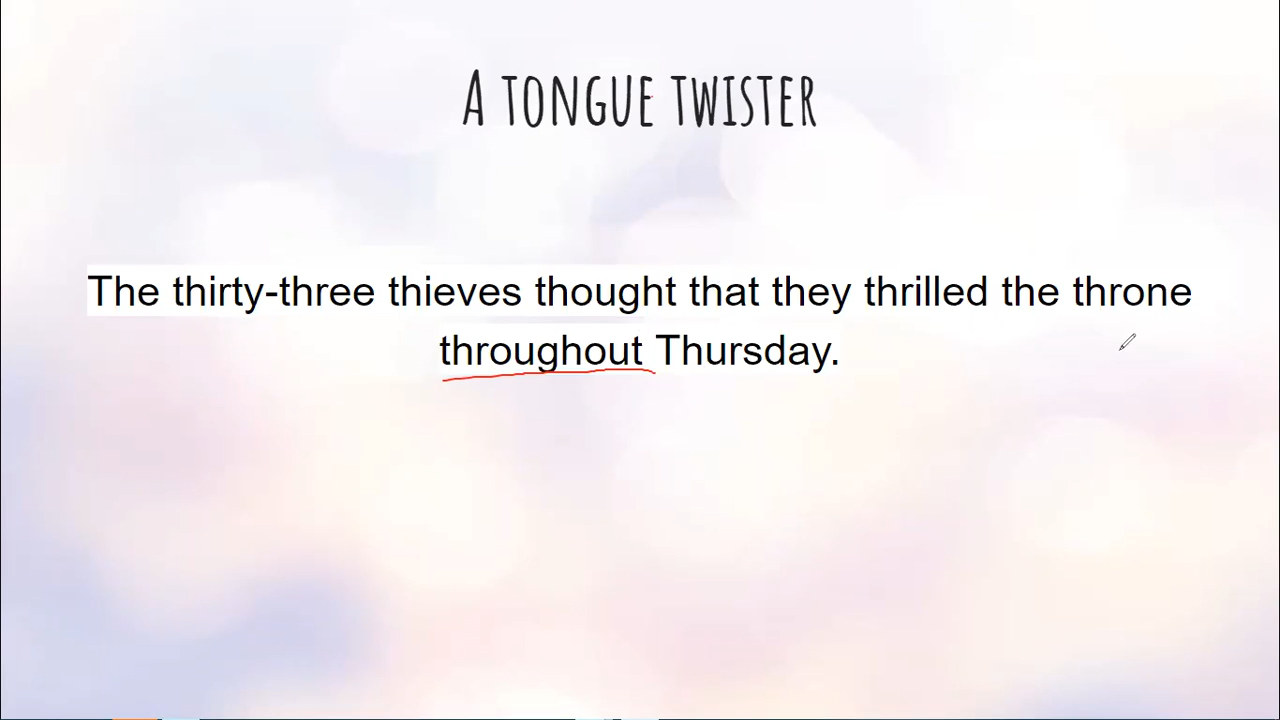 A TONGUE TWISTER
The thirty-three thieves thought that they thrilled the throne
throughout Thursday.